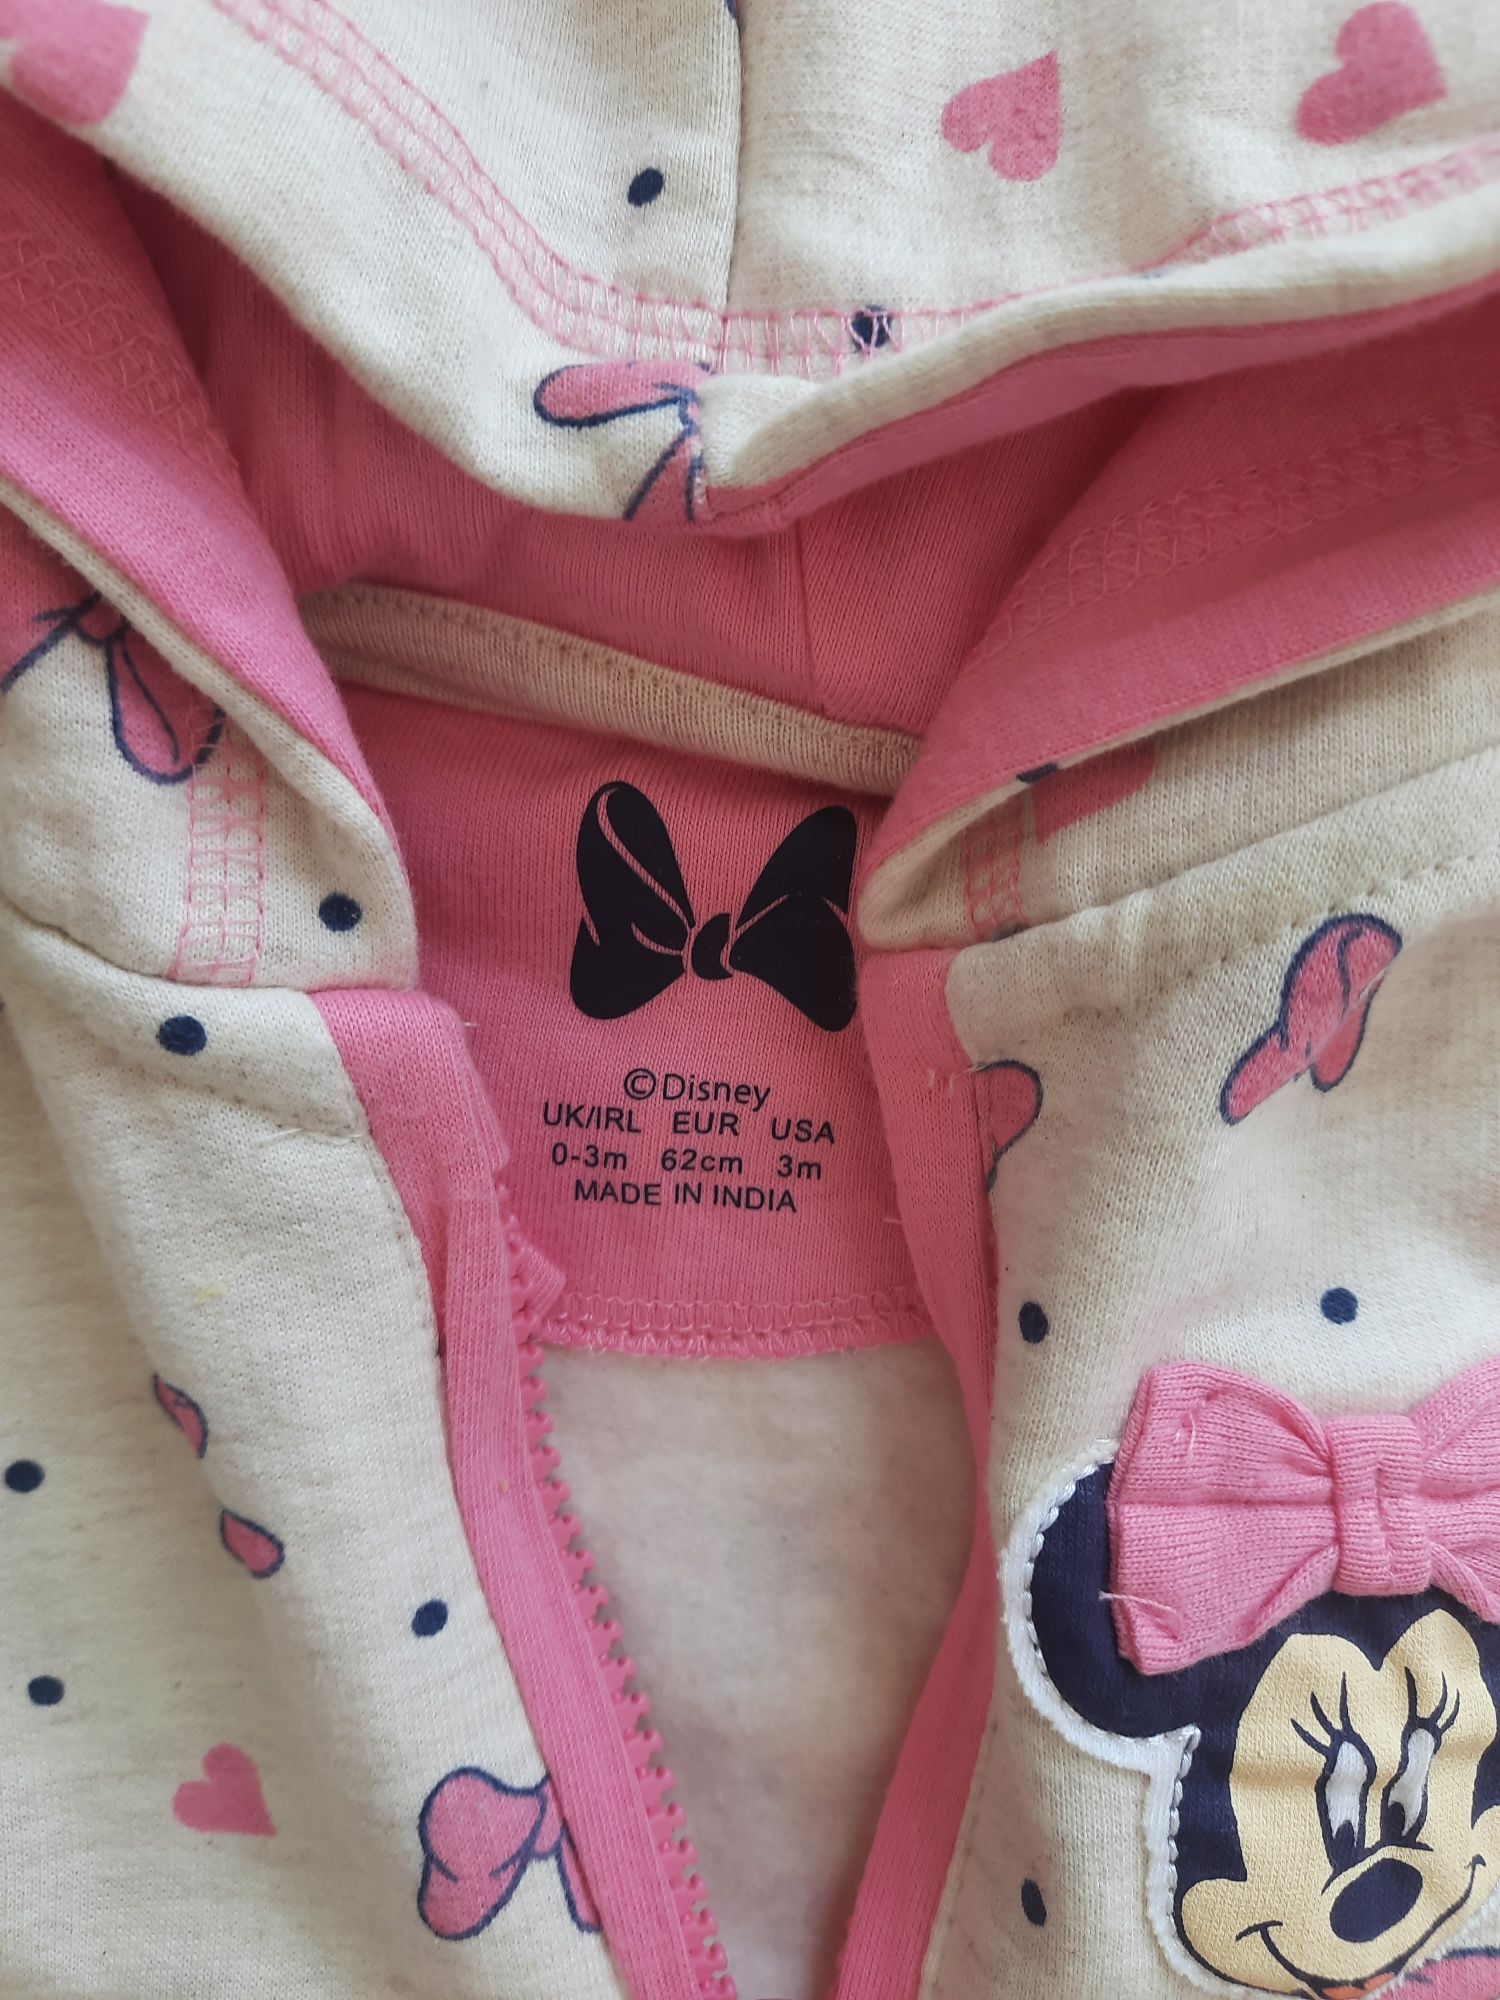 ©Disney
UK/IRL EUR USA
0-3m 62cm 3m
MADE IN INDIA